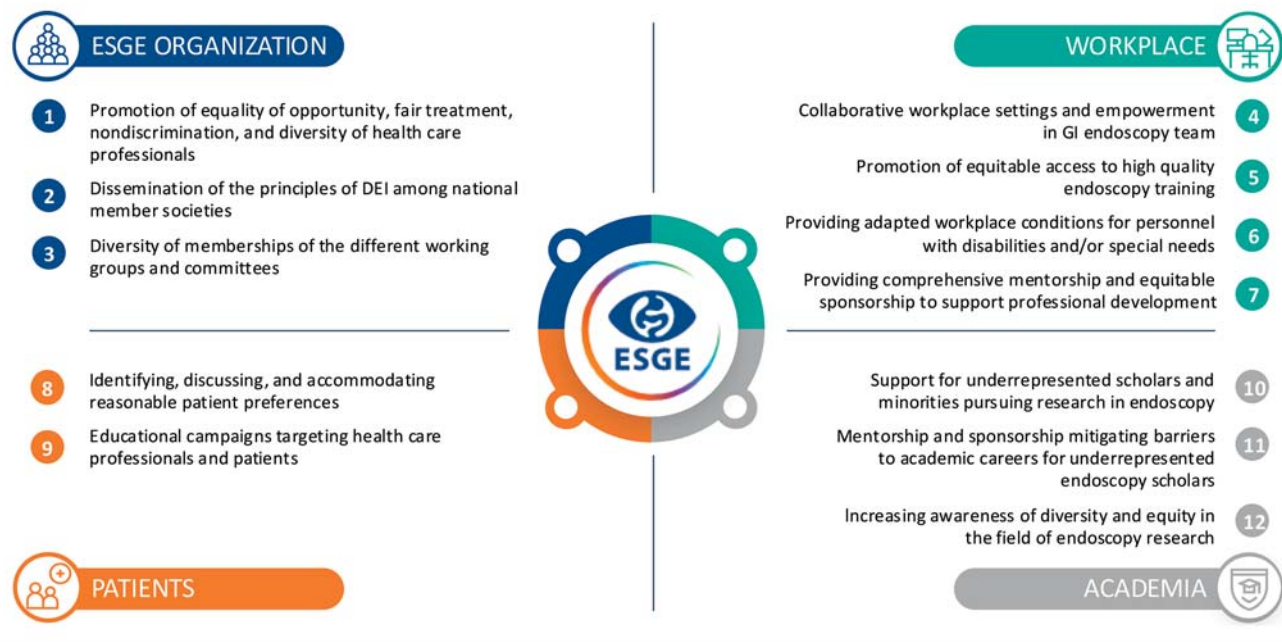 ESGE ORGANIZATION
1
Promotion of equality of opportunity, fair treatment,
nondiscrimination, and diversity of health care
professionals
2
Dissemination of the principles of DEI among national
member societies
3
Diversity of memberships of the different working
groups and committees
WORKPLACE
Collaborative workplace settings and empowerment
in GI endoscopy team
4
Promotion of equitable access to high quality
endoscopy training
5
Providing adapted workplace conditions for personnel
with disabilities and/or special needs
6
Providing comprehensive mentorship and equitable
sponsorship to support professional development
7
ESGE
8
Identifying, discussing, and accommodating
reasonable patient preferences
9
Educational campaigns targeting health care
professionals and patients
PATIENTS
Support for underrepresented scholars and
minorities pursuing research in endoscopy
10
Mentorship and sponsorship mitigating barriers
to academic careers for underrepresented
endoscopy scholars
11
Increasing awareness of diversity and equity in
the field of endoscopy research
12
ACADEMIA